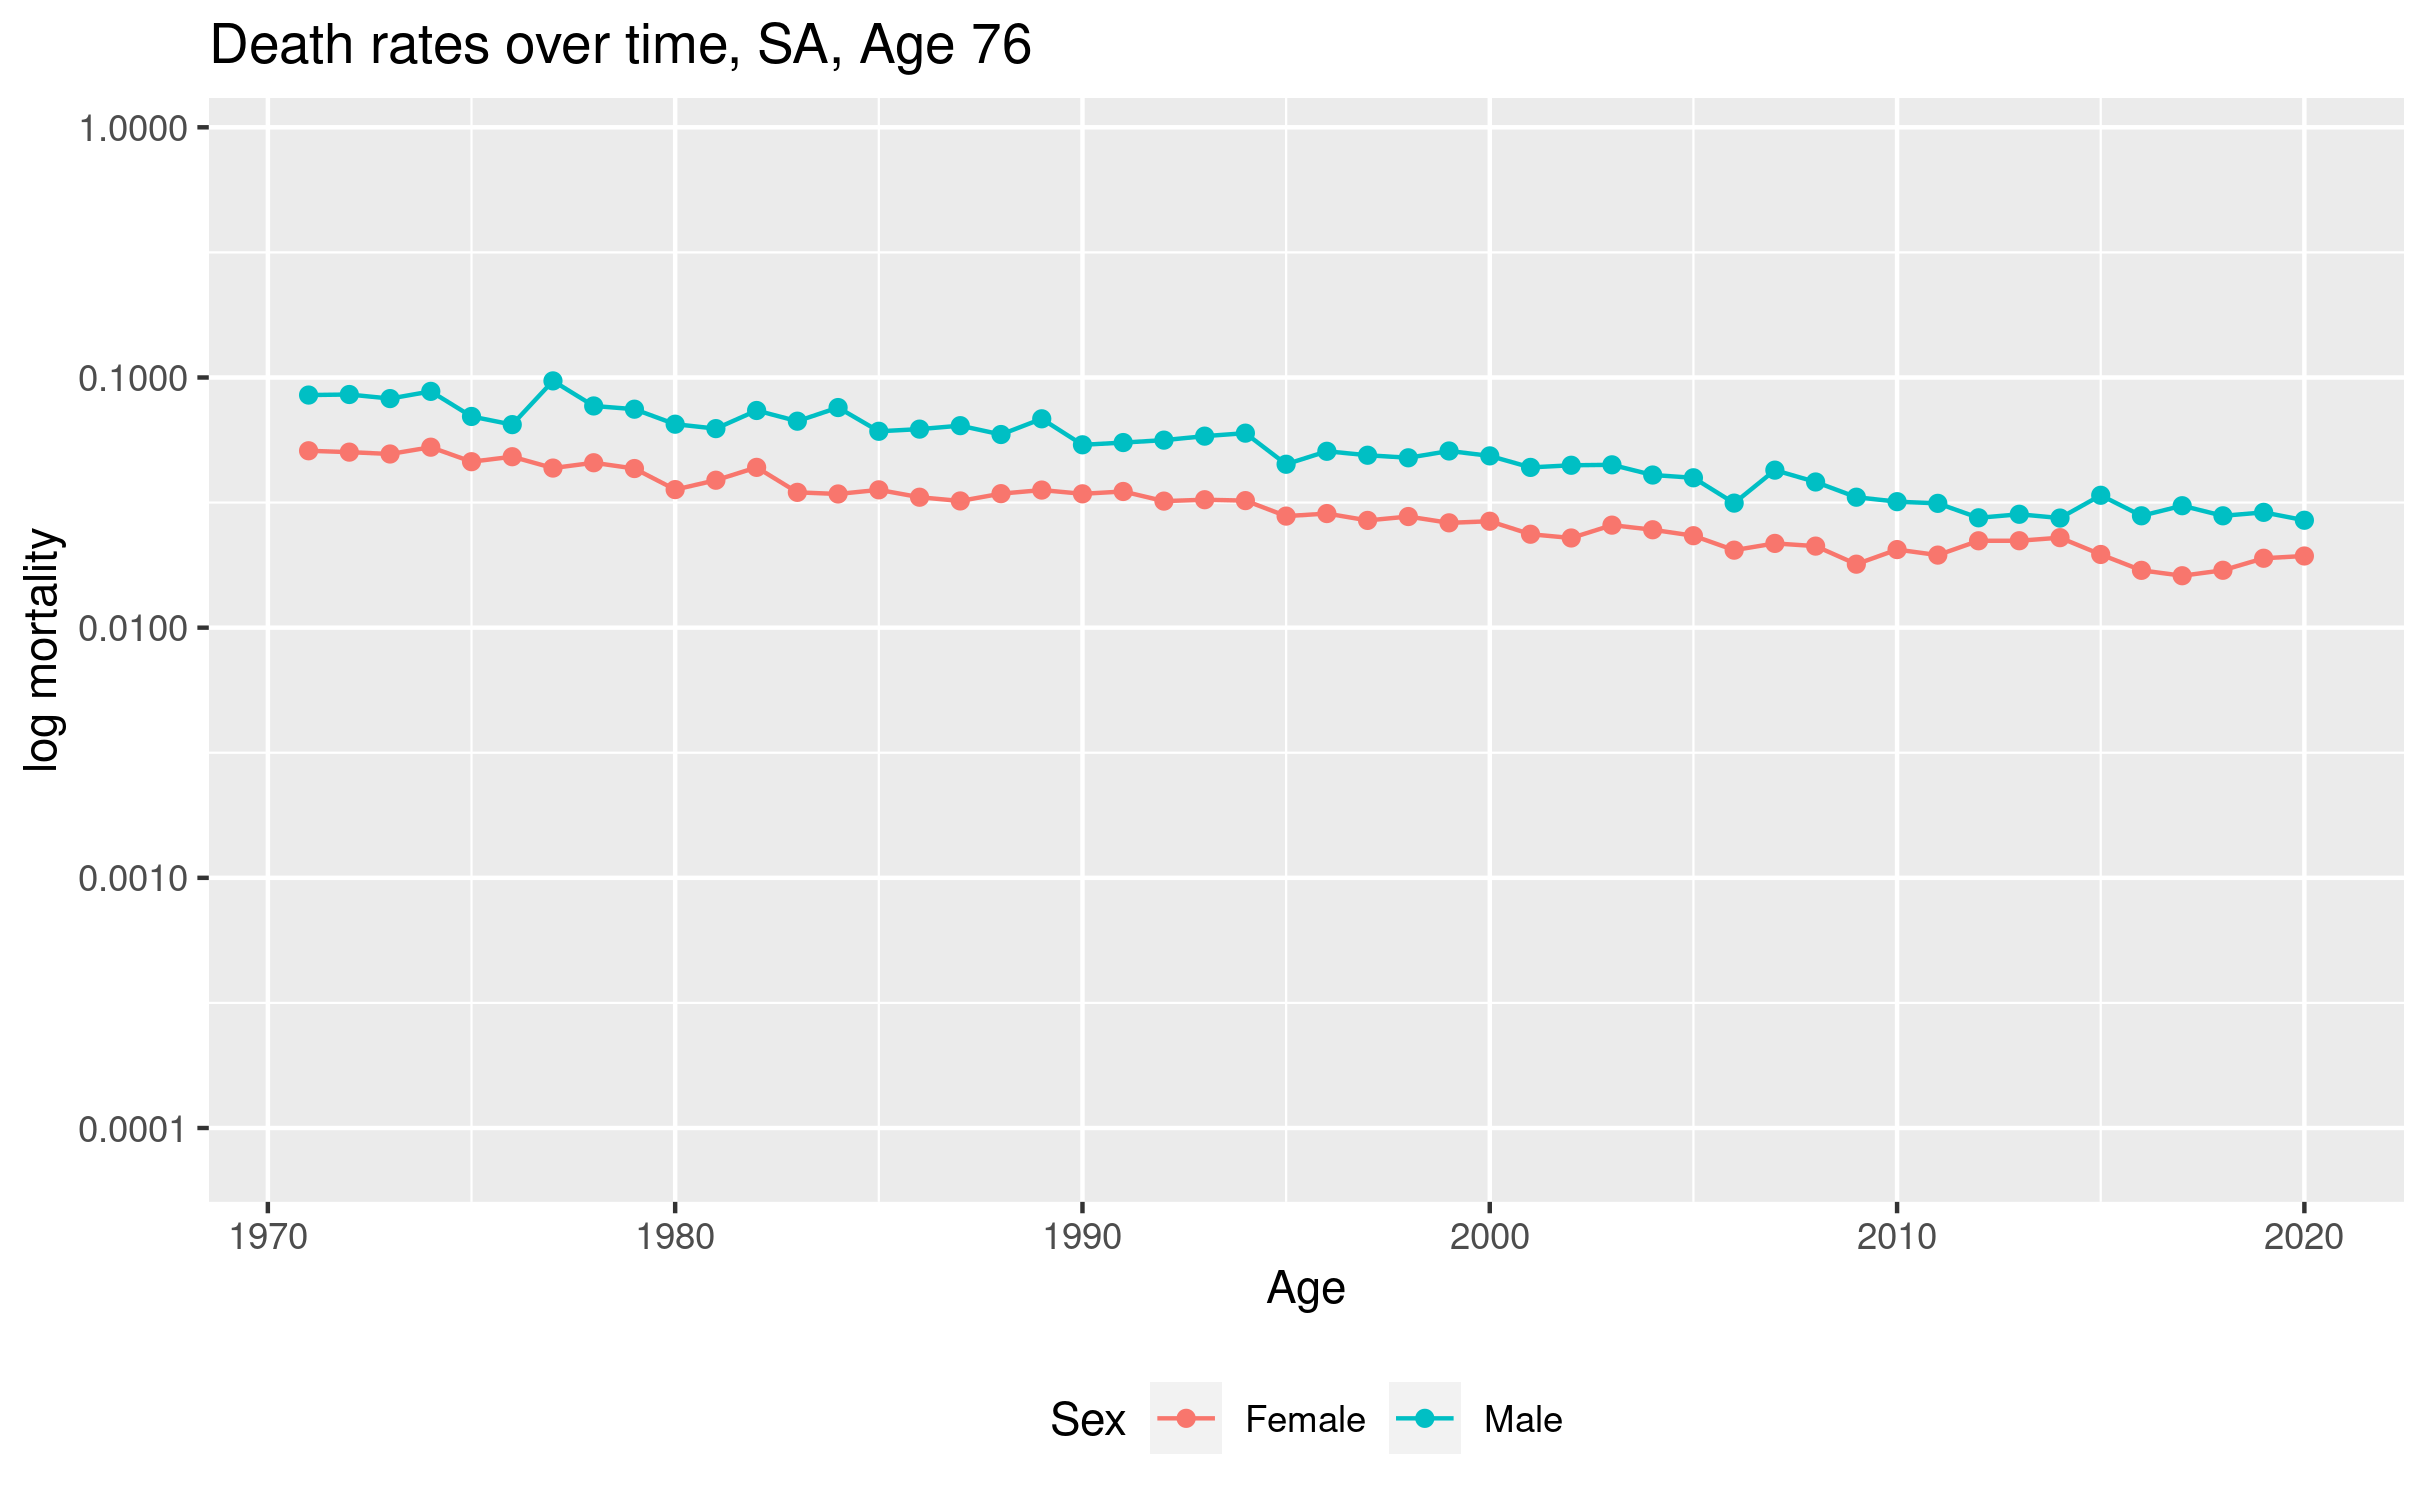 Death rates over time, SA, Age 76
log mortality
1.0000
0.1000
0.0100
0.0010
0.0001
1970 1980 1990 2000 2010 2020
Age
Sex Female Male